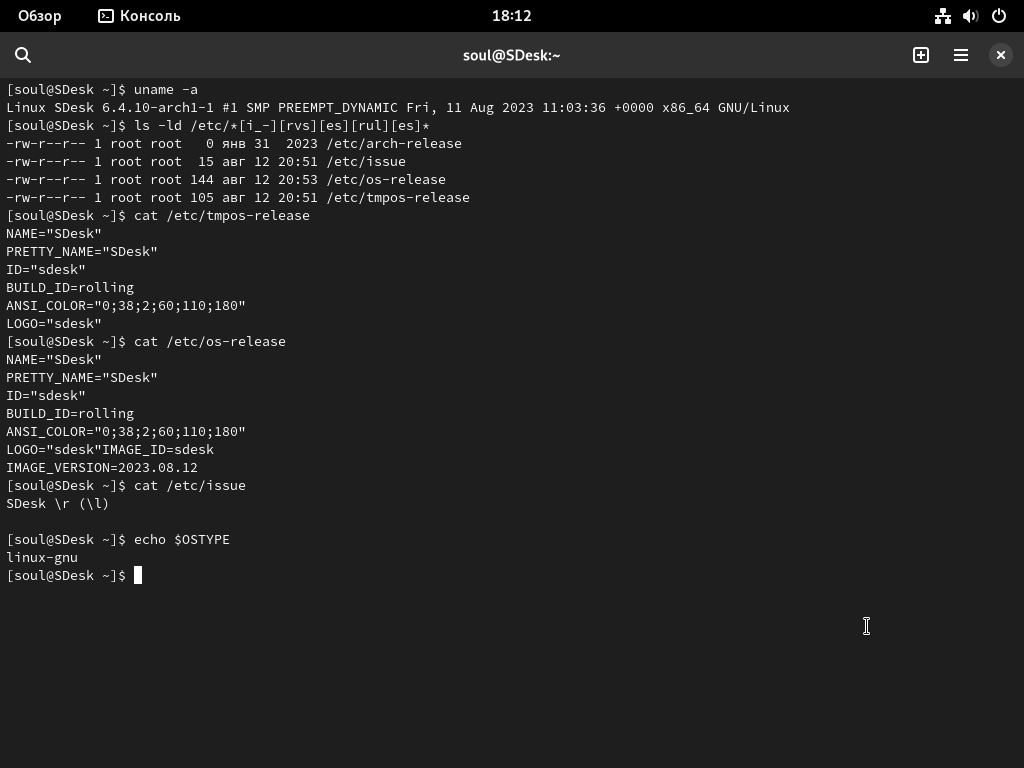 Обзор Консоль 18:12
soul@SDesk:~
[soul@SDesk ~]$ uname -a
Linux SDesk 6.4.10-arch1-1 #1 SMP PREEMPT_DYNAMIC Fri, 11 Aug 2023 11:03:36 +0000 x86_64 GNU/Linux
[soul@SDesk ~]$ ls -ld /etc/*[i_-][rvs][es][rul][es]*
-rw-r--r-- 1 root root   0 янв 31  2023 /etc/arch-release
-rw-r--r-- 1 root root  15 авг 12 20:51 /etc/issue
-rw-r--r-- 1 root root 144 авг 12 20:53 /etc/os-release
-rw-r--r-- 1 root root 105 авг 12 20:51 /etc/tmpos-release
[soul@SDesk ~]$ cat /etc/tmpos-release
NAME="SDesk"
PRETTY_NAME="SDesk"
ID="sdesk"
BUILD_ID=rolling
ANSI_COLOR="0;38;2;60;110;180"
LOGO="sdesk"
[soul@SDesk ~]$ cat /etc/os-release
NAME="SDesk"
PRETTY_NAME="SDesk"
ID="sdesk"
BUILD_ID=rolling
ANSI_COLOR="0;38;2;60;110;180"
LOGO="sdesk"IMAGE_ID=sdesk
IMAGE_VERSION=2023.08.12
[soul@SDesk ~]$ cat /etc/issue
SDesk \r (\l)

[soul@SDesk ~]$ echo $OSTYPE
linux-gnu
[soul@SDesk ~]$